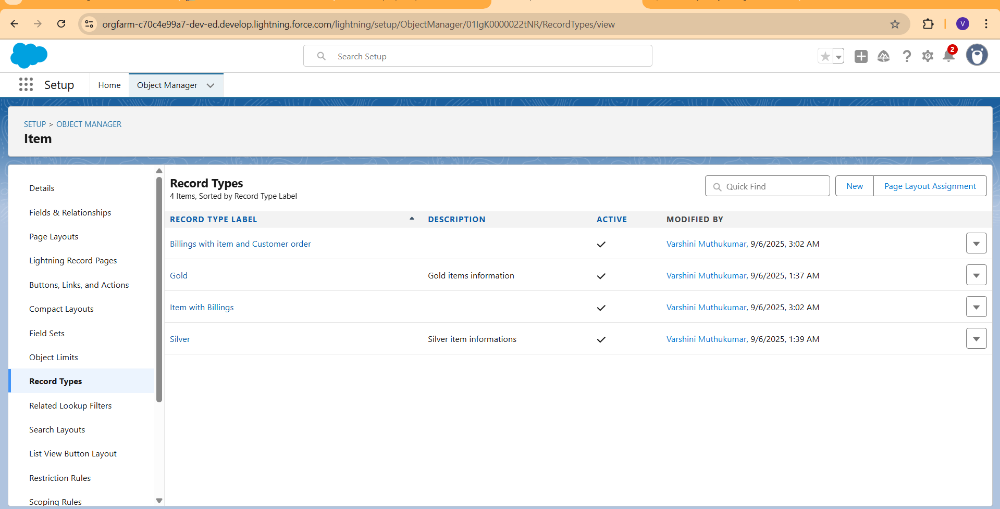 orgfarm-c70c4e99a7-dev-ed.develop.lightning.force.com/lightning/setup/ObjectManager/01IgK0000022tNR/RecordTypes/view
V
Search Setup
2
Setup
Home
Object Manager
SETUP > OBJECT MANAGER
Item
Details
Fields & Relationships
Page Layouts
Lightning Record Pages
Buttons, Links, and Actions
Compact Layouts
Field Sets
Object Limits
Record Types
Related Lookup Filters
Search Layouts
List View Button Layout
Restriction Rules
Scoping Rules
Record Types
4 Items, Sorted by Record Type Label
Quick Find
New
Page Layout Assignment
RECORD TYPE LABEL DESCRIPTION ACTIVE MODIFIED BY
Billings with item and Customer order Varshini Muthukumar, 9/6/2025, 3:02 AM
Gold Gold items information Varshini Muthukumar, 9/6/2025, 1:37 AM
Item with Billings Varshini Muthukumar, 9/6/2025, 3:02 AM
Silver Silver item informations Varshini Muthukumar, 9/6/2025, 1:39 AM